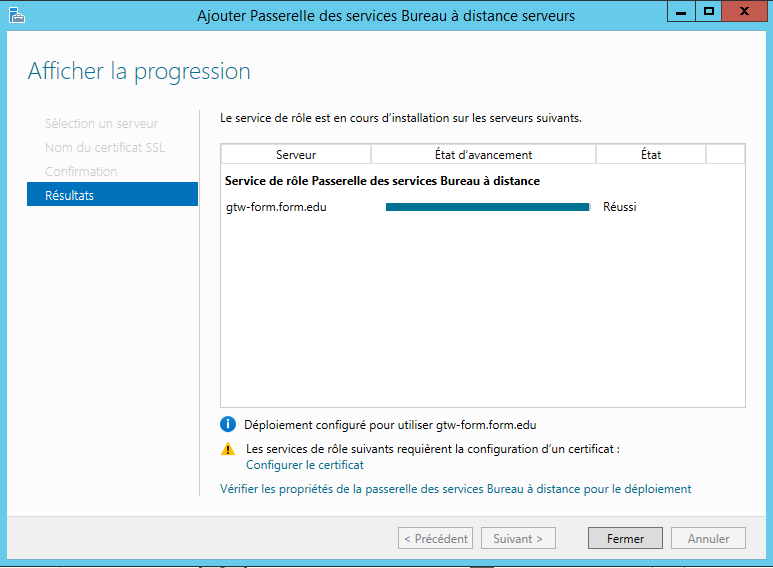 Ajouter Passerelle des services Bureau à distance serveurs
Afficher la progression
Sélection un serveur
Nom du certificat SSL
Confirmation
Résultats
Le service de rôle est en cours d'installation sur les serveurs suivants.
Serveur État d'avancement État
Service de rôle Passerelle des services Bureau à distance
gtw-form.form.edu Réussi
Déploiement configuré pour utiliser gtw-form.form.edu
Les services de rôle suivants requièrent la configuration d'un certificat :
Configurer le certificat
Vérifier les propriétés de la passerelle des services Bureau à distance pour le déploiement
< Précédent Suivant > Fermer Annuler